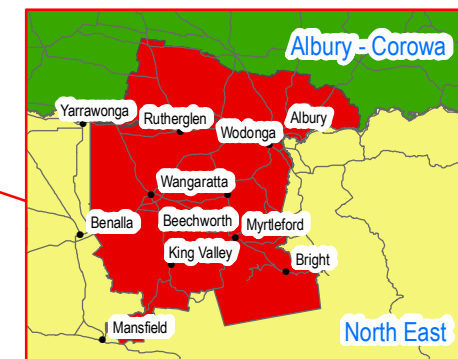 Albury - Corowa
Yarrawonga
Rutherglen
Albury
Wodonga
Wangaratta
Benalla
Beechworth
Myrtleford
King Valley
Bright
Mansfield
North East